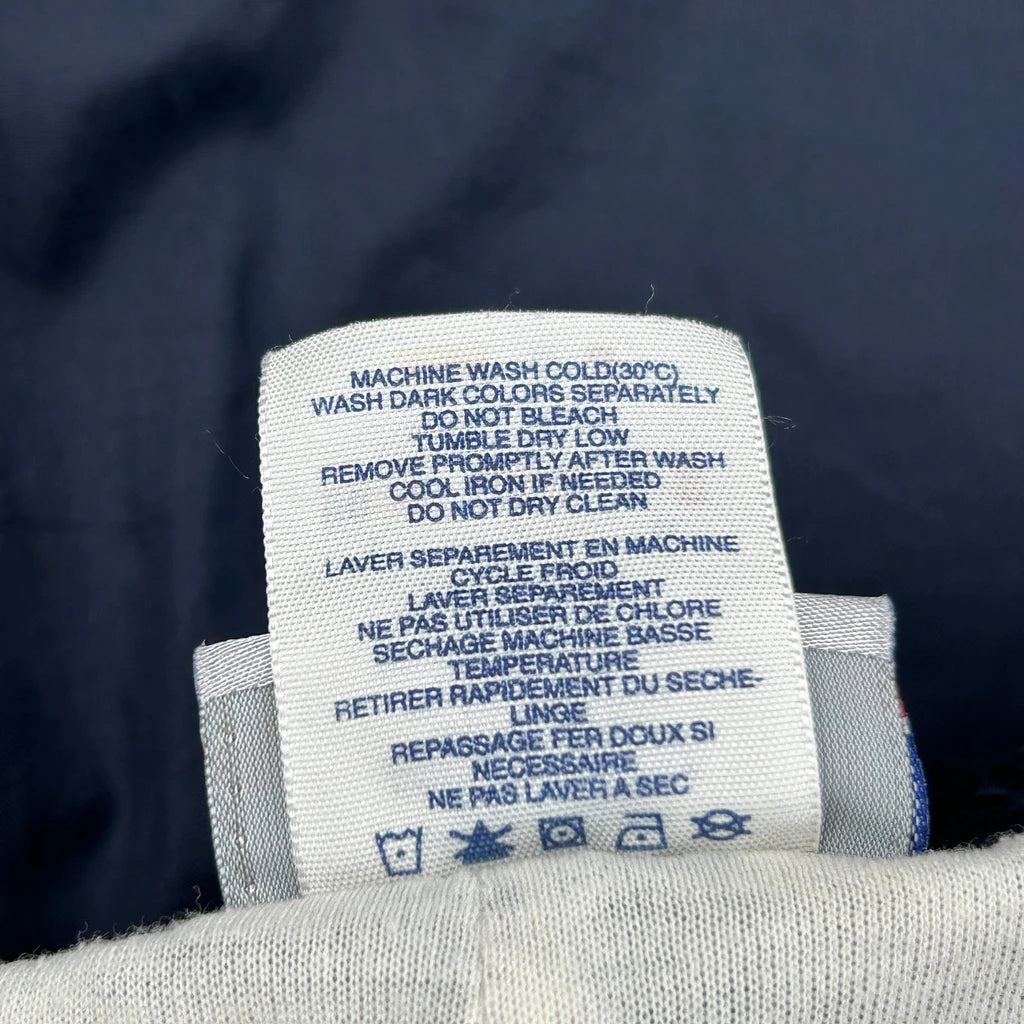 MACHINE WASH COLD(30°C)
WASH DARK COLORS SEPARATELY
DO NOT BLEACH
TUMBLE DRY LOW
REMOVE PROMPTLY AFTER WASH
COOL IRON IF NEEDED
DO NOT DRY CLEAN
LAVER SEPAREMENT EN MACHINE
CYCLE FROID
LAVER SEPAREMENT
NE PAS UTILISER DE CHLORE
SECHAGE MACHINE BASSE
TEMPERATURE
RETIRER RAPIDEMENT DU SECHE-
LINGE
REPASSAGE FER DOUX SI
NECESSAIRE
NE PAS LAVER A SEC